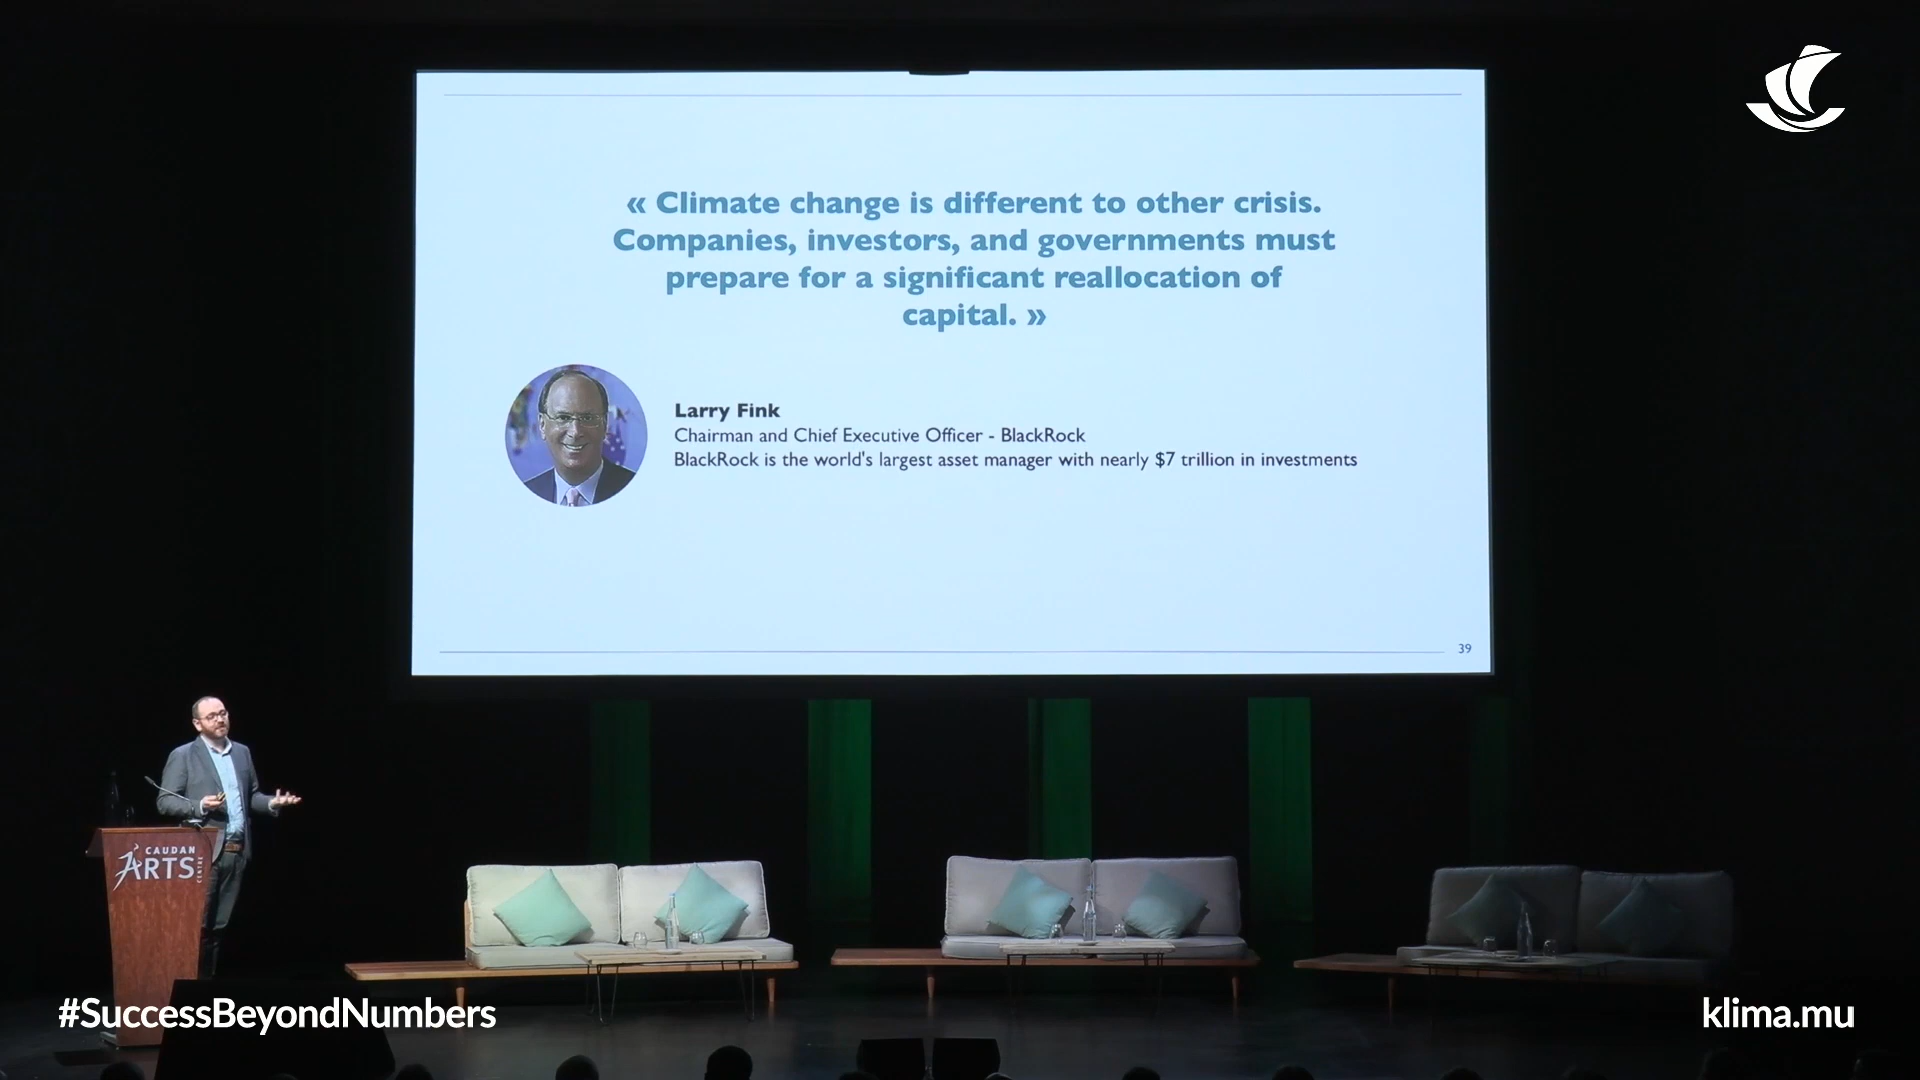 « Climate change is different to other crisis.
Companies, investors, and governments must
prepare for a significant reallocation of
capital. »
Larry Fink
Chairman and Chief Executive Officer - BlackRock
BlackRock is the world's largest asset manager with nearly $7 trillion in investments
39
CAUDAN
ARTS
CENTRE
#SuccessBeyondNumbers
klima.mu